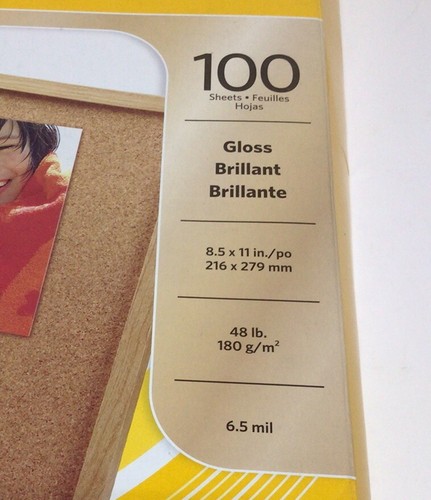 100
Sheets • Feuilles
Hojas
Gloss
Brillant
Brillante
8.5 x 11 in./po
216 x 279 mm
48 lb.
180 g/m²
6.5 mil